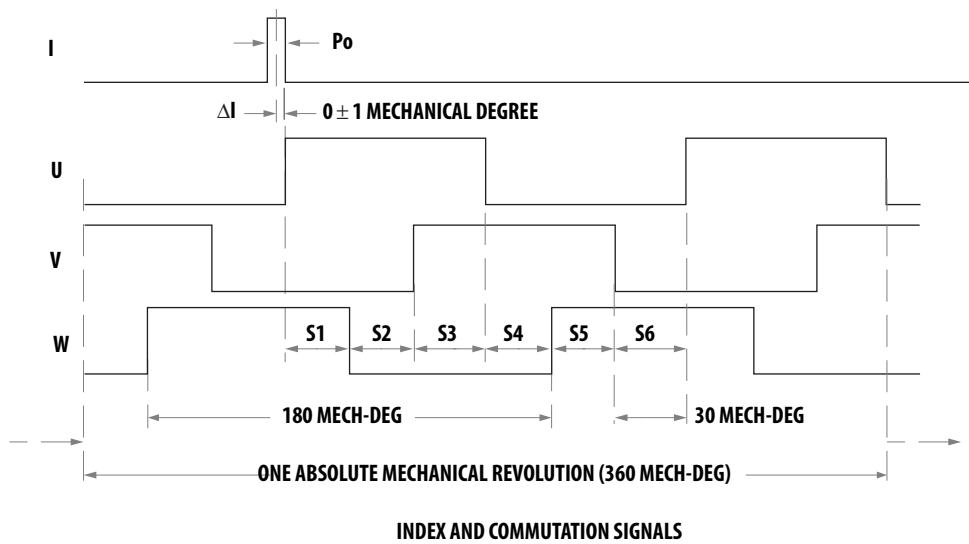 I
Po
ΔI
0 ± 1 MECHANICAL DEGREE
U
V
W
S1
S2
S3
S4
S5
S6
180 MECH-DEG
30 MECH-DEG
ONE ABSOLUTE MECHANICAL REVOLUTION (360 MECH-DEG)
INDEX AND COMMUTATION SIGNALS